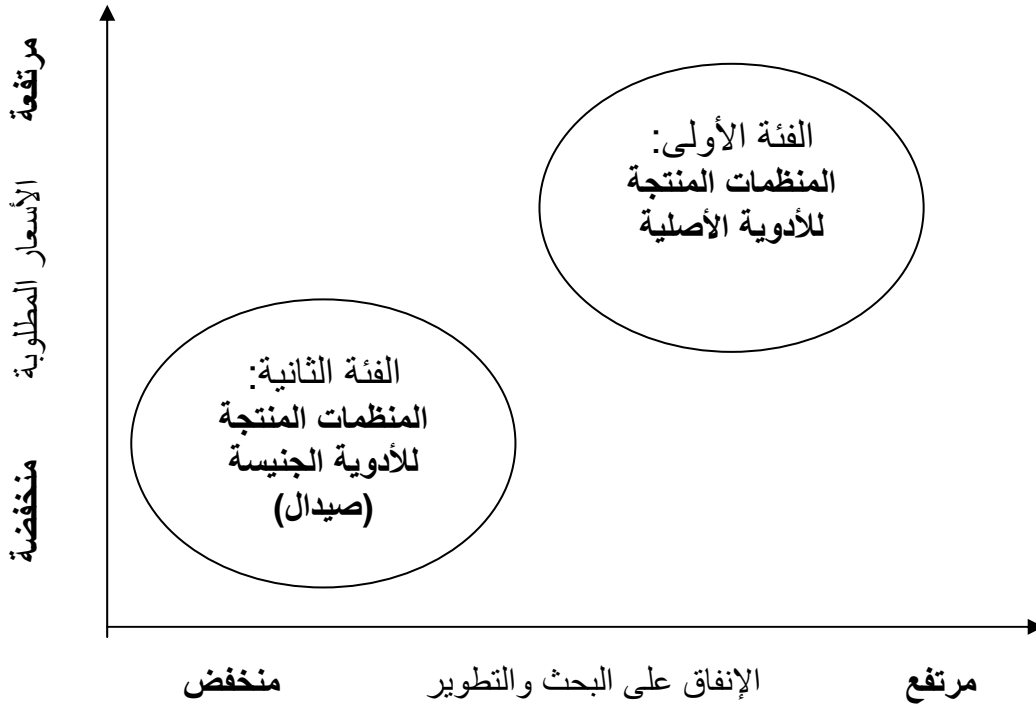 مرتفعة
الأسعار المطلوبة
منخفضة
الفئة الأولى:
المنظمات المنتجة
للأدوية الأصلية
الفئة الثانية:
المنظمات المنتجة
للأدوية الجنيسة
(صيدال)
منخفض
الإنفاق على البحث والتطوير
مرتفع